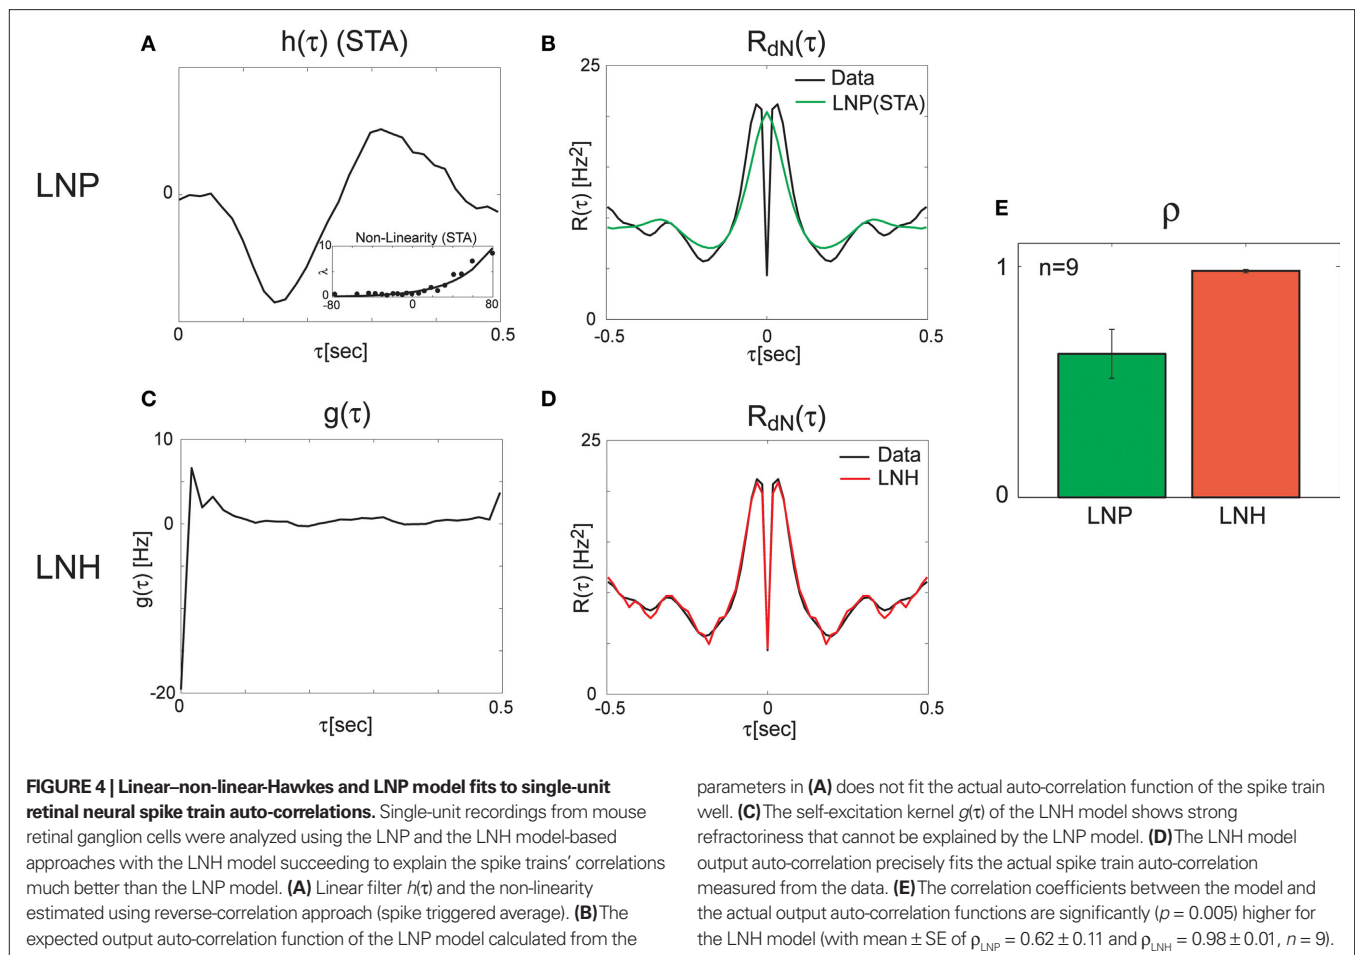 A
h(τ) (STA)
LNP
0
Non-Linearity (STA)
10
λ
0
-80
0
80
0
0.5
τ[sec]
B
R_dN(τ)
25
Data
LNP(STA)
R(τ) [Hz²]
0
-0.5
0
0.5
τ[sec]
C
g(τ)
LNH
10
0
g(τ) [Hz]
-20
0
0.5
τ[sec]
D
R_dN(τ)
25
Data
LNH
R(τ) [Hz²]
0
-0.5
0
0.5
τ[sec]
E
ρ
1
n=9
0
LNP
LNH
FIGURE 4 | Linear–non-linear-Hawkes and LNP model fits to single-unit
retinal neural spike train auto-correlations. Single-unit recordings from mouse
retinal ganglion cells were analyzed using the LNP and the LNH model-based
approaches with the LNH model succeeding to explain the spike trains' correlations
much better than the LNP model. (A) Linear filter h(τ) and the non-linearity
estimated using reverse-correlation approach (spike triggered average). (B) The
expected output auto-correlation function of the LNP model calculated from the
parameters in (A) does not fit the actual auto-correlation function of the spike train
well. (C) The self-excitation kernel g(τ) of the LNH model shows strong
refractoriness that cannot be explained by the LNP model. (D) The LNH model
output auto-correlation precisely fits the actual spike train auto-correlation
measured from the data. (E) The correlation coefficients between the model and
the actual output auto-correlation functions are significantly (p = 0.005) higher for
the LNH model (with mean ± SE of ρ_LNP = 0.62 ± 0.11 and ρ_LNH = 0.98 ± 0.01, n = 9).